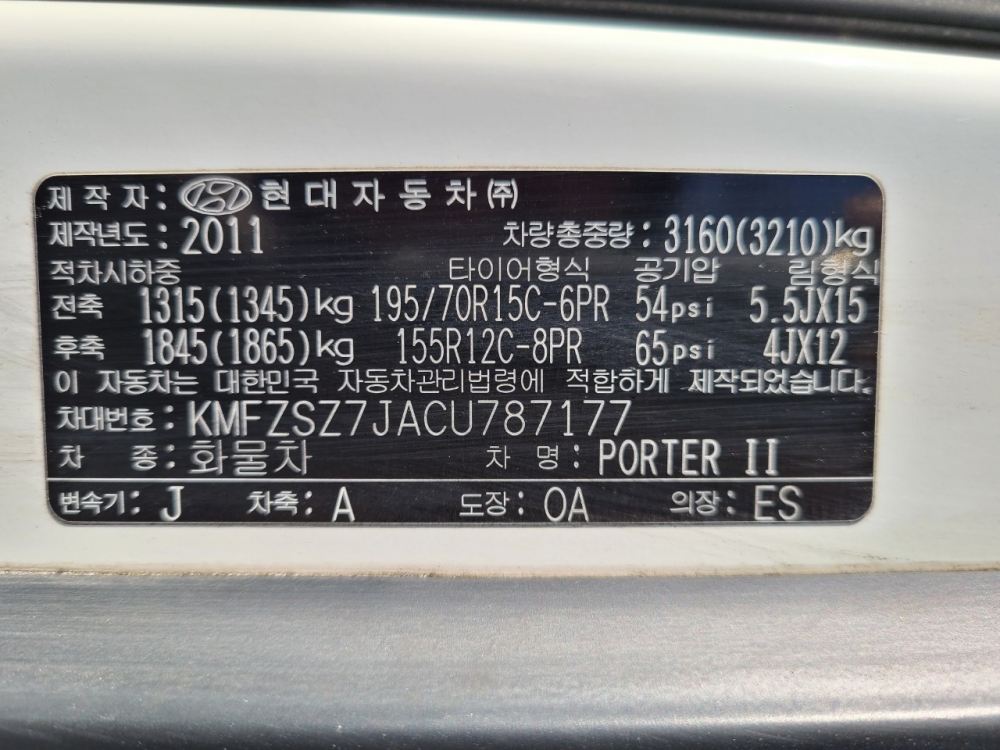 제 작 자 : 현 대 자 동 차 ㈜
제작년도 : 2011 차량총중량 : 3160(3210)kg
적차시하중 타이어형식 공기압 림형식
전축 1315(1345)kg 195/70R15C-6PR 54psi 5.5JX15
후축 1845(1865)kg 155R12C-8PR 65psi 4JX12
이 자동차는 대한민국 자동차관리법령에 적합하게 제작되었습니다.
차대번호 : KMFZSZ7JACU787177
차 종 : 화물차 차 명 : PORTER II
변속기 : J 차축 : A 도장 : OA 의장 : ES